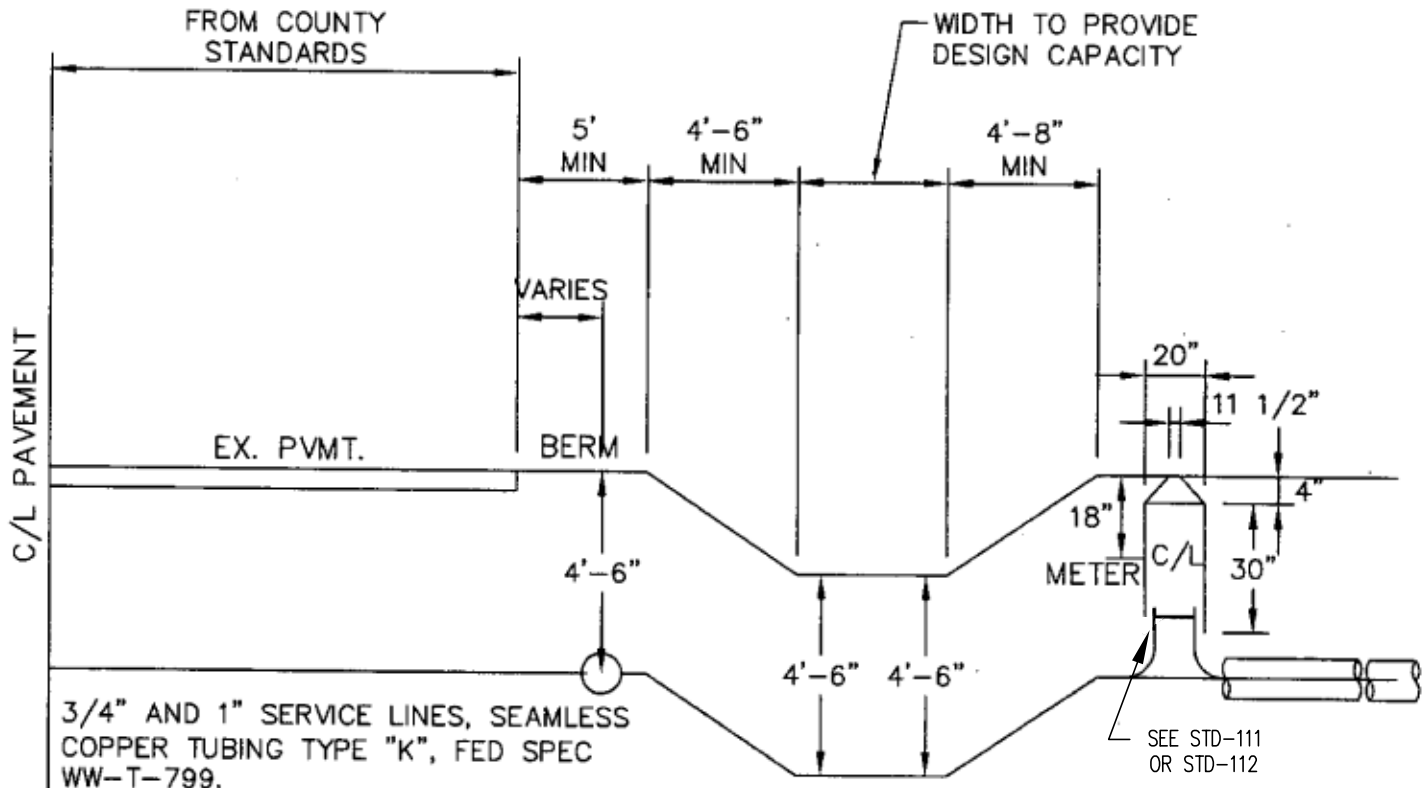 FROM COUNTY
STANDARDS
WIDTH TO PROVIDE
DESIGN CAPACITY
5'
MIN
4'-6"
MIN
4'-8"
MIN
VARIES
C/L PAVEMENT
20"
11
1/2"
EX. PVMT.
BERM
4"
18"
4'-6"
METER
C/L
30"
4'-6"
4'-6"
3/4" AND 1" SERVICE LINES, SEAMLESS
COPPER TUBING TYPE "K", FED SPEC
WW-T-799.
SEE STD-111
OR STD-112